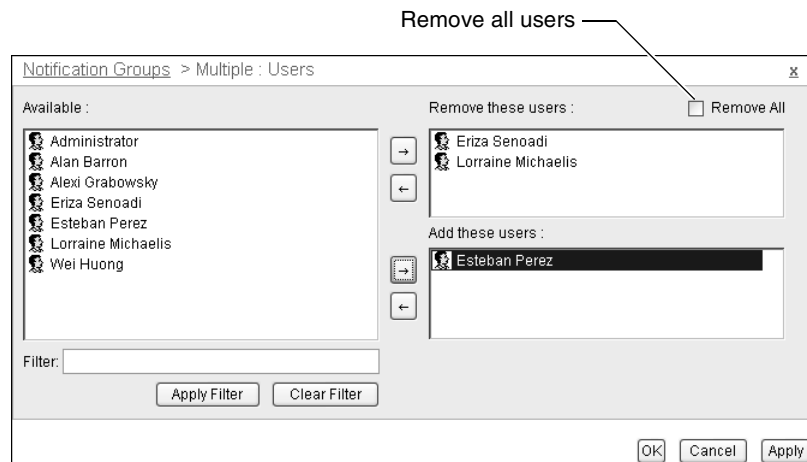 Remove all users
Notification Groups > Multiple : Users
x
Available :
Administrator
Alan Barron
Alexi Grabowsky
Eriza Senoadi
Esteban Perez
Lorraine Michaelis
Wei Huong
Filter:
Apply Filter
Clear Filter
→
←
Remove these users :
Remove All
Eriza Senoadi
Lorraine Michaelis
→
←
Add these users :
Esteban Perez
OK
Cancel
Apply